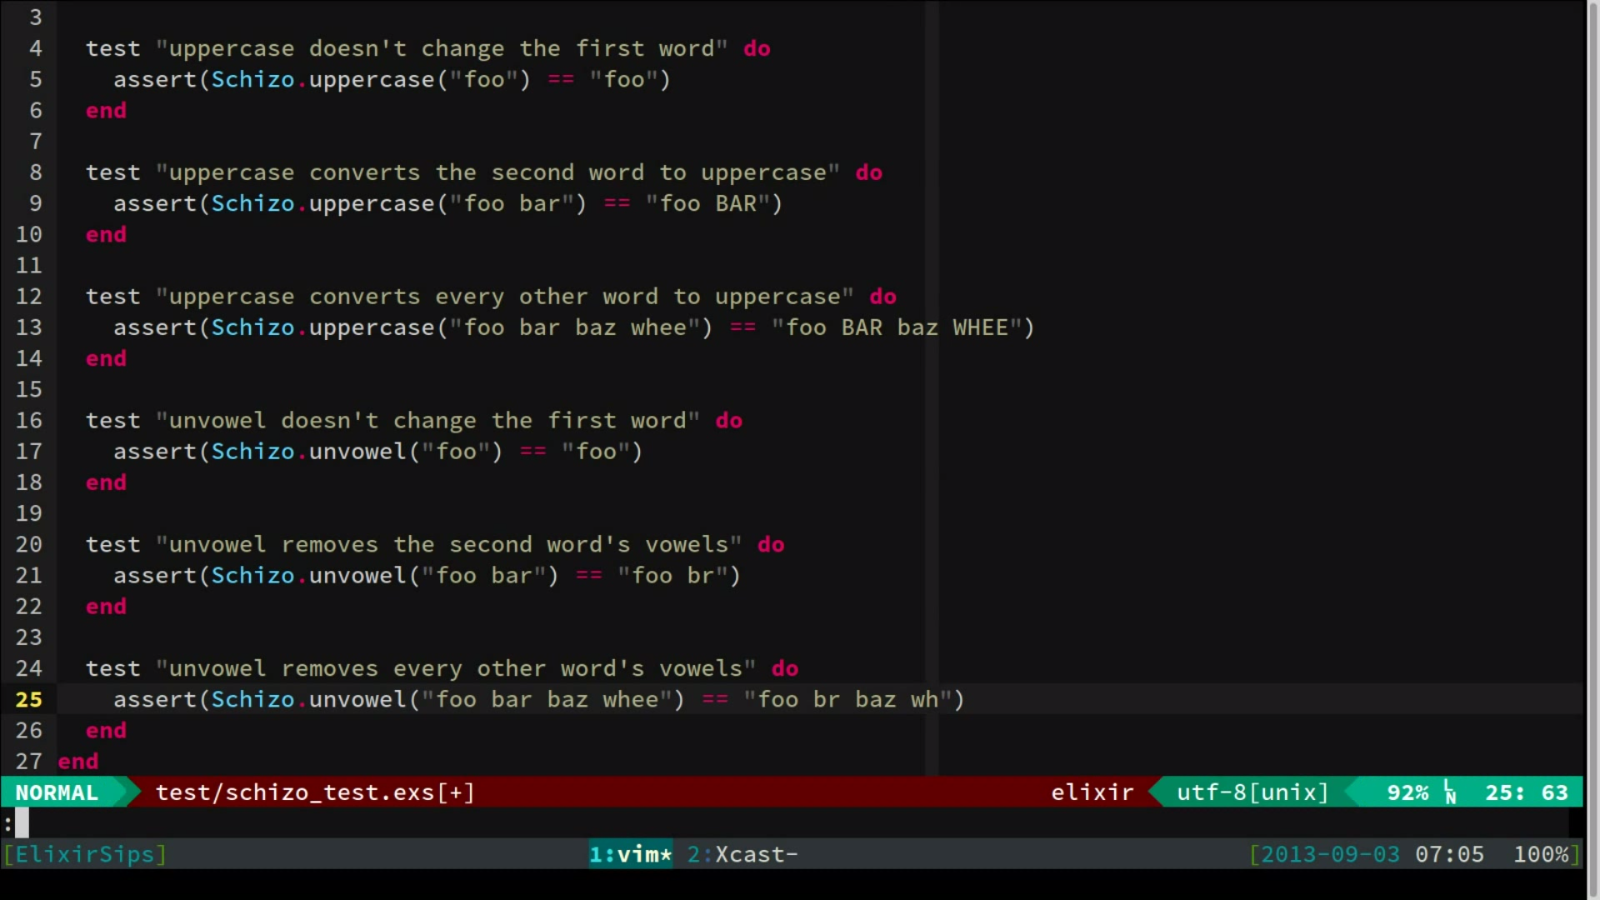 3
4 test "uppercase doesn't change the first word" do
5 assert(Schizo.uppercase("foo") == "foo")
6 end
7
8 test "uppercase converts the second word to uppercase" do
9 assert(Schizo.uppercase("foo bar") == "foo BAR")
10 end
11
12 test "uppercase converts every other word to uppercase" do
13 assert(Schizo.uppercase("foo bar baz whee") == "foo BAR baz WHEE")
14 end
15
16 test "unvowel doesn't change the first word" do
17 assert(Schizo.unvowel("foo") == "foo")
18 end
19
20 test "unvowel removes the second word's vowels" do
21 assert(Schizo.unvowel("foo bar") == "foo br")
22 end
23
24 test "unvowel removes every other word's vowels" do
25 assert(Schizo.unvowel("foo bar baz whee") == "foo br baz wh")
26 end
27 end
NORMAL test/schizo_test.exs[+] elixir utf-8[unix] 92% LN 25: 63
:
[ElixirSips] 1:vim* 2:Xcast- [2013-09-03 07:05 100%]